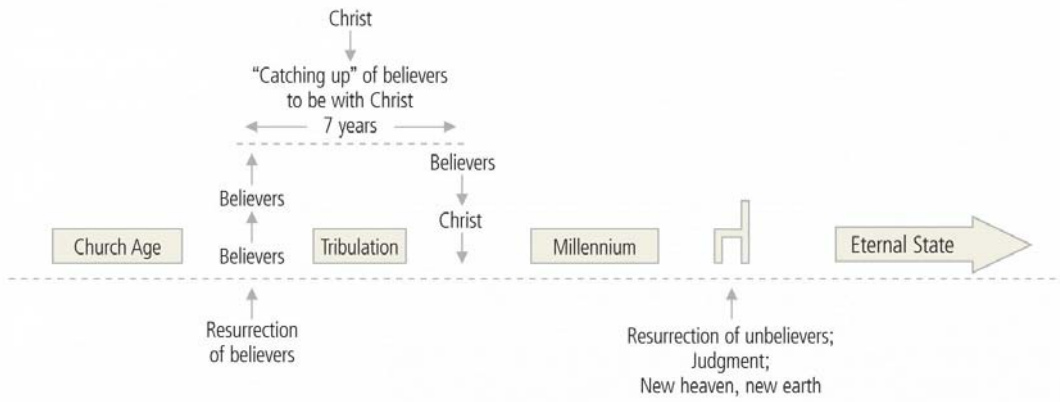 Christ
“Catching up” of believers
to be with Christ
7 years
Believers
Believers
Christ
Church Age
Believers
Tribulation
Millennium
Eternal State
Resurrection
of believers
Resurrection of unbelievers;
Judgment;
New heaven, new earth